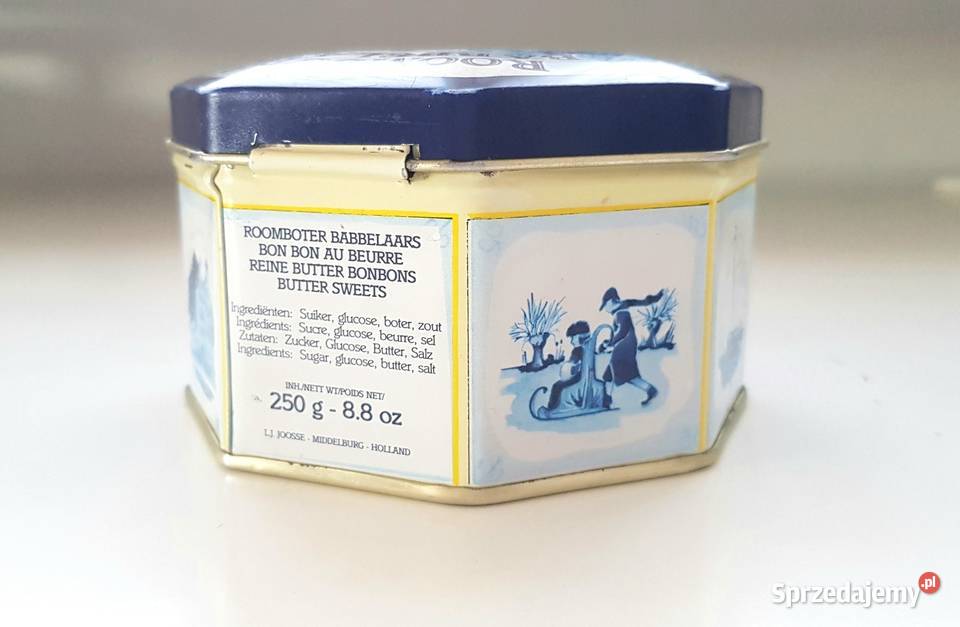 ROOMBOTER BABBELAARS
BON BON AU BEURRE
REINE BUTTER BONBONS
BUTTER SWEETS
Ingrediënten: Suiker, glucose, boter, zout
Ingrédients: Sucre, glucose, beurre, sel
Zutaten: Zucker, Glucose, Butter, Salz
Ingredients: Sugar, glucose, butter, salt
INH./NETT WT/POIDS NET/
250 g - 8.8 oz
L.J. JOOSSE - MIDDELBURG - HOLLAND
Sprzedajemy.pl